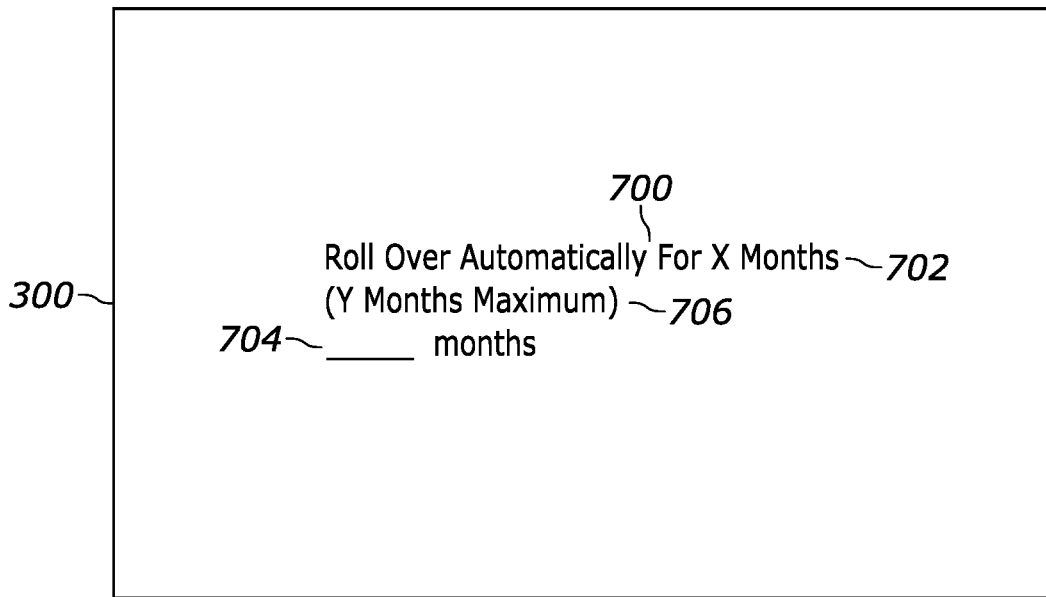 700
Roll Over Automatically For X Months 702
300 (Y Months Maximum) 706
704 _____ months